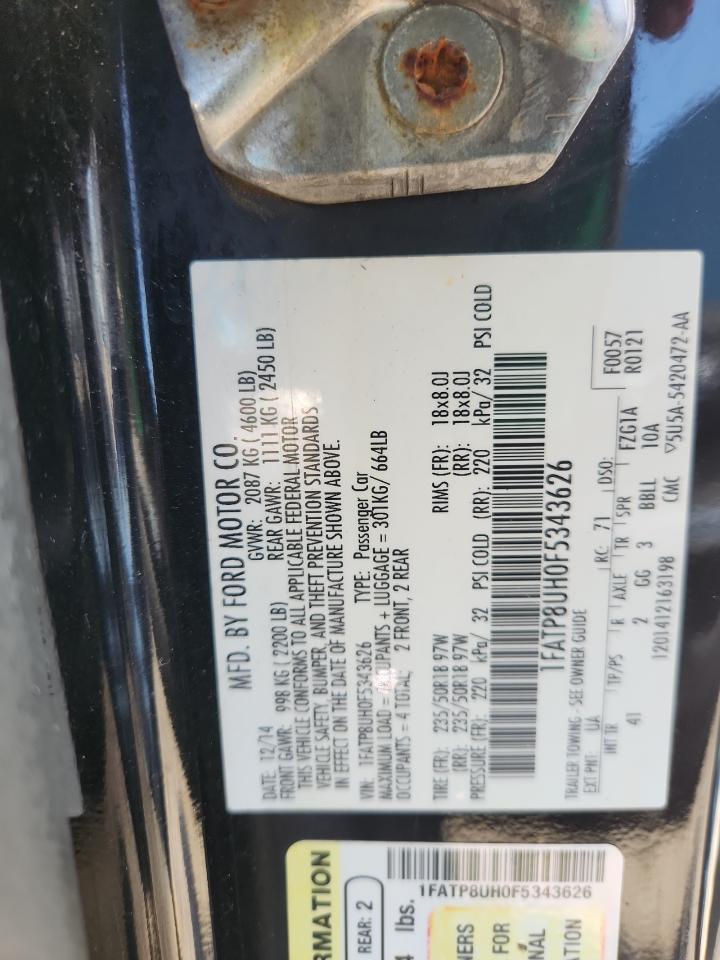 MFD. BY FORD MOTOR CO.
DATE: 12/14 GVWR: 2087 KG ( 4600 LB)
FRONT GAWR: 998 KG ( 2200 LB) REAR GAWR: 1111 KG ( 2450 LB)
THIS VEHICLE CONFORMS TO ALL APPLICABLE FEDERAL MOTOR
VEHICLE SAFETY, BUMPER, AND THEFT PREVENTION STANDARDS
IN EFFECT ON THE DATE OF MANUFACTURE SHOWN ABOVE.
VIN: 1FATP8UH0F5343626 TYPE: Passenger Car
MAXIMUM LOAD = OCCUPANTS + LUGGAGE = 301KG/ 664LB
OCCUPANTS = 4 TOTAL; 2 FRONT, 2 REAR
TIRE (FR): 235/50R18 97W RIMS (FR): 18x8.0J
(RR): 235/50R18 97W (RR): 18x8.0J
PRESSURE (FR): 220 kPa/ 32 PSI COLD (RR): 220 kPa/ 32 PSI COLD
1FATP8UH0F5343626
TRAILER TOWING - SEE OWNER GUIDE
EXT PNT: UA RC: 71 DSO: F0057
R0121
INT TR TP/PS R AXLE TR SPR FZG1A
41 2 GG 3 BBLL 10A
1201412163198 CMC ▽5U5A-5420472-AA
RMATION
REAR: 2
lbs.
1FATP8UH0F5343626
NERS
FOR
NAL
ATION